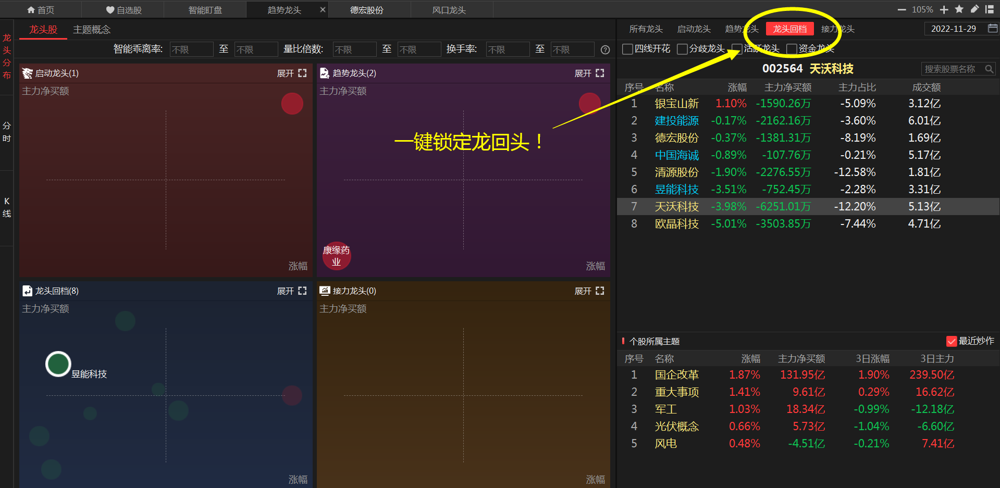 首页 自选股 智能盯盘 趋势龙头 德宏股份 风口龙头 105%
龙头股 主题概念
所有龙头 启动龙头 趋势龙头 龙头回档 接力龙头 2022-11-29
智能乖离率: 不限 至 不限 量比倍数: 不限 至 不限 换手率: 不限 至 不限
四线开花 分歧龙头 活跃龙头 资金龙头
002564 天沃科技 搜索股票名称
龙头分布
分时
K线
启动龙头(1) 展开
主力净买额
涨幅
趋势龙头(2) 展开
主力净买额
一键锁定龙回头！
康缘药
业
涨幅
龙头回档(8) 展开
主力净买额
昱能科技
涨幅
接力龙头(0) 展开
主力净买额
涨幅
序号 名称 涨幅 主力净买额 主力占比 成交额
1 银宝山新 1.10% -1590.26万 -5.09% 3.12亿
2 建投能源 -0.17% -2162.16万 -3.60% 6.01亿
3 德宏股份 -0.37% -1381.31万 -8.19% 1.69亿
4 中国海诚 -0.89% -107.76万 -0.21% 5.17亿
5 清源股份 -1.90% -2276.55万 -12.58% 1.81亿
6 昱能科技 -3.51% -752.45万 -2.28% 3.31亿
7 天沃科技 -3.98% -6251.01万 -12.20% 5.13亿
8 欧晶科技 -5.01% -3503.85万 -7.44% 4.71亿
个股所属主题 最近炒作
序号 名称 涨幅 主力净买额 3日涨幅 3日主力
1 国企改革 1.87% 131.95亿 1.90% 239.50亿
2 重大事项 1.41% 9.61亿 0.29% 16.62亿
3 军工 1.03% 18.34亿 -0.99% -12.18亿
4 光伏概念 0.66% 5.73亿 -1.04% -6.60亿
5 风电 0.48% -4.51亿 -0.21% 7.41亿